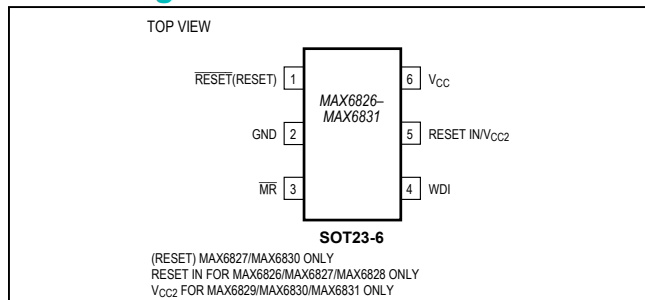 TOP VIEW
RESET(RESET) 1
6 VCC
MAX6826–
MAX6831
GND 2
5 RESET IN/VCC2
MR 3
4 WDI
SOT23-6
(RESET) MAX6827/MAX6830 ONLY
RESET IN FOR MAX6826/MAX6827/MAX6828 ONLY
VCC2 FOR MAX6829/MAX6830/MAX6831 ONLY